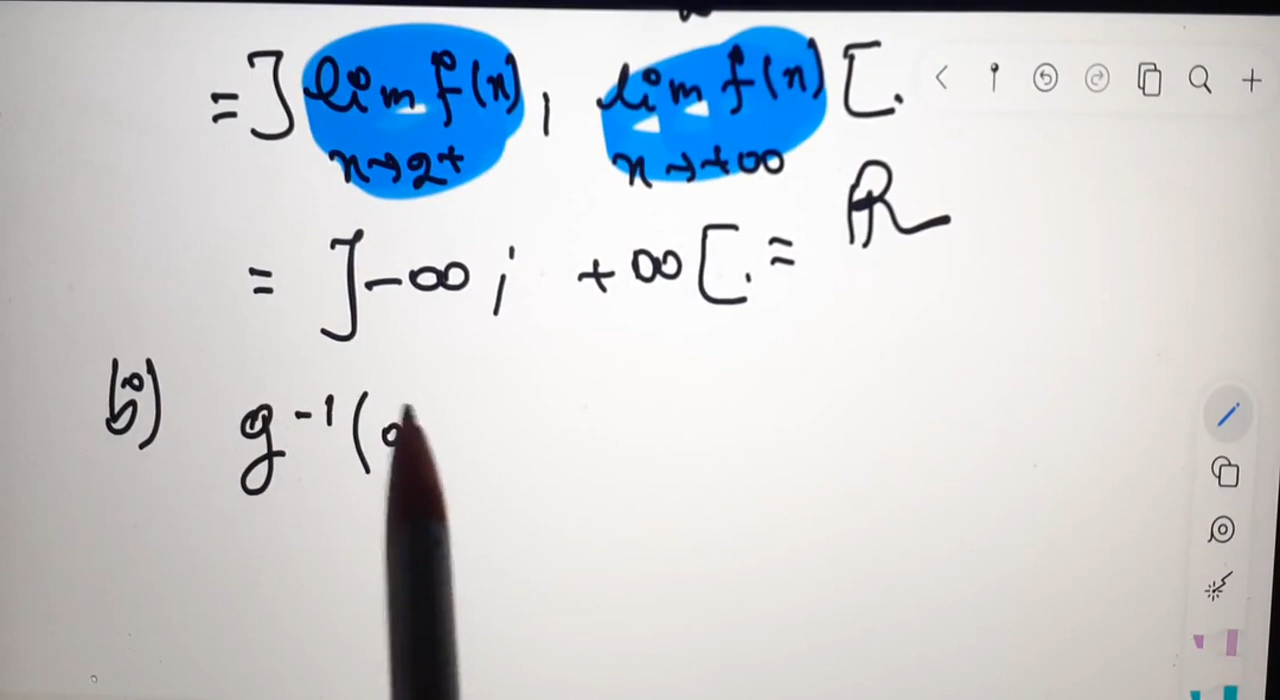 = ] lim f(x) , lim f(x) [.
x→2+ x→+∞
= ]-∞ ; +∞ [. = ℝ
b) g⁻¹(